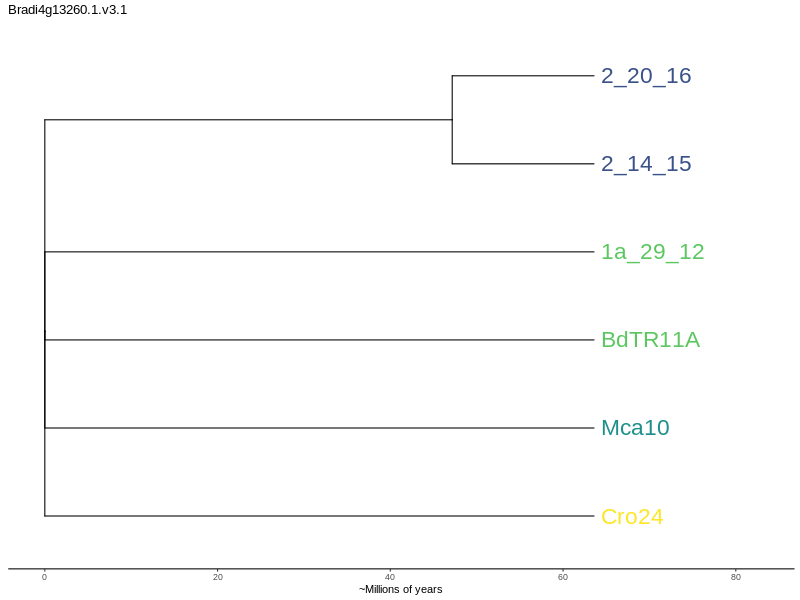 Bradi4g13260.1.v3.1
2_20_16
2_14_15
1a_29_12
BdTR11A
Mca10
Cro24
0 20 40 60 80
~Millions of years